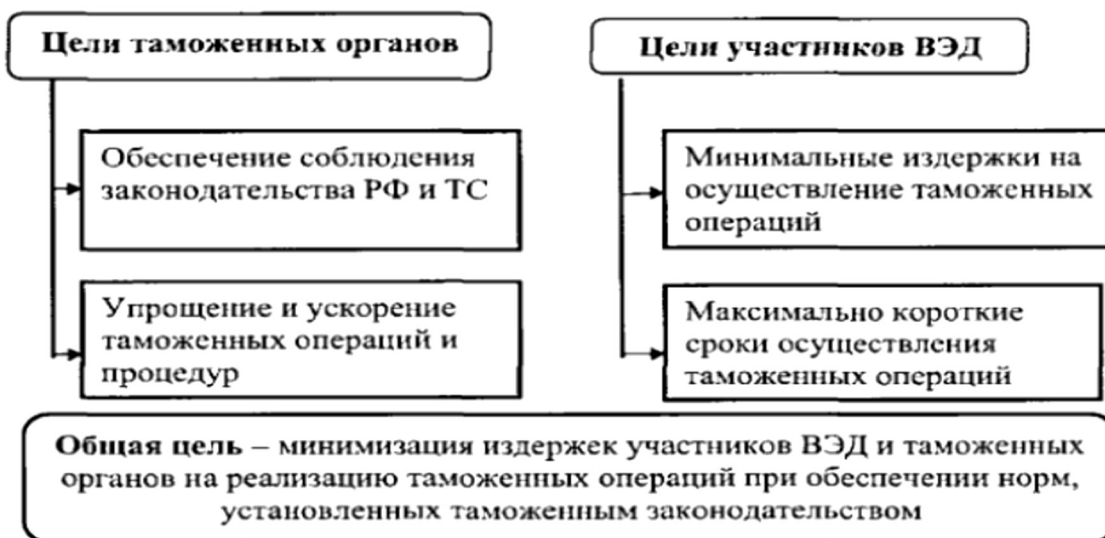 Цели таможенных органов
Обеспечение соблюдения
законодательства РФ и ТС
Упрощение и ускорение
таможенных операций и
процедур
Цели участников ВЭД
Минимальные издержки на
осуществление таможенных
операций
Максимально короткие
сроки осуществления
таможенных операций
Общая цель – минимизация издержек участников ВЭД и таможенных
органов на реализацию таможенных операций при обеспечении норм,
установленных таможенным законодательством